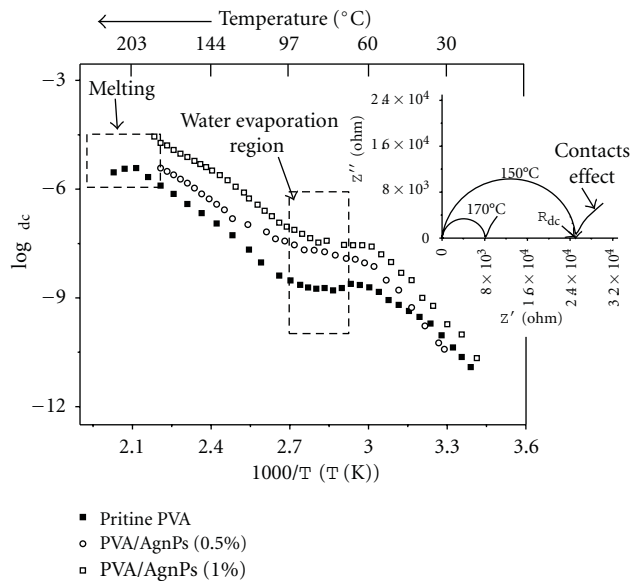 Temperature (°C)
203 144 97 60 30
−3
−6
−9
−12
log dc
Melting
Water evaporation
region
2.4 × 10⁴
1.6 × 10⁴
8 × 10³
0
Z′′ (ohm)
150°C
170°C
Contacts
effect
Rdc
0 8 × 10³ 1.6 × 10⁴ 2.4 × 10⁴ 3.2 × 10⁴
Z′ (ohm)
2.1 2.4 2.7 3 3.3 3.6
1000/T (T(K))
Pritine PVA
PVA/AgnPs (0.5%)
PVA/AgnPs (1%)